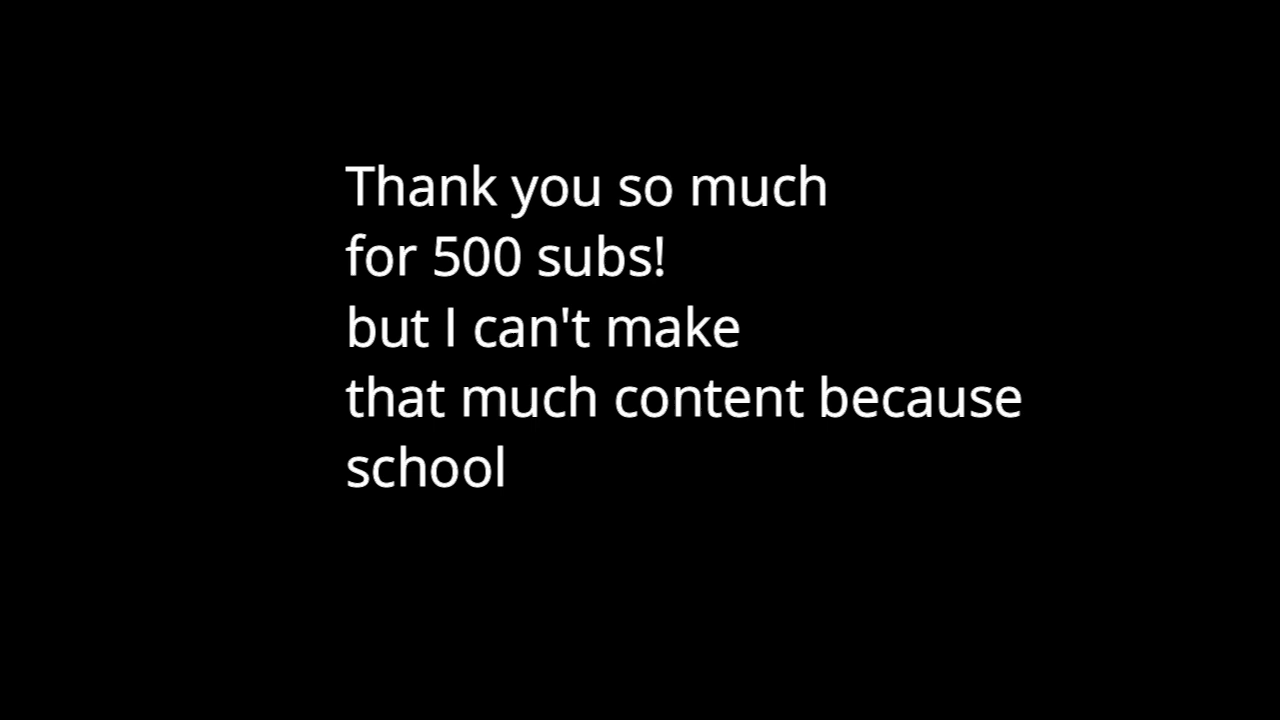 Thank you so much
for 500 subs!
but I can't make
that much content because
school